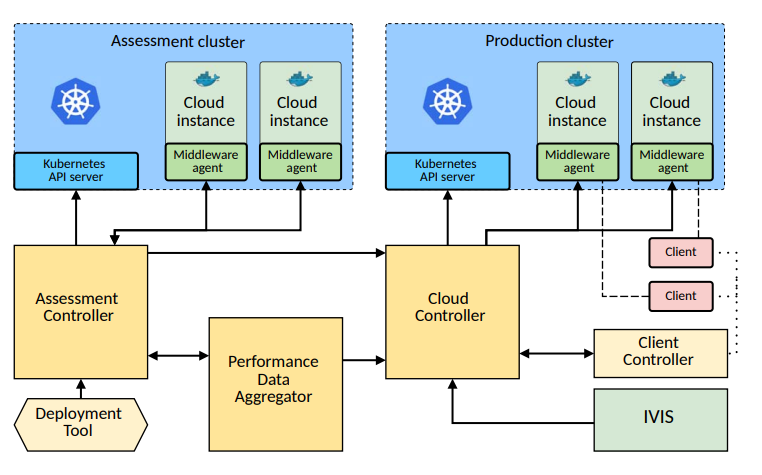 Assessment cluster
Cloud
instance
Cloud
instance
Kubernetes
API server
Middleware
agent
Middleware
agent
Production cluster
Cloud
instance
Cloud
instance
Kubernetes
API server
Middleware
agent
Middleware
agent
Client
Client
Assessment
Controller
Cloud
Controller
Performance
Data
Aggregator
Client
Controller
Deployment
Tool
IVIS